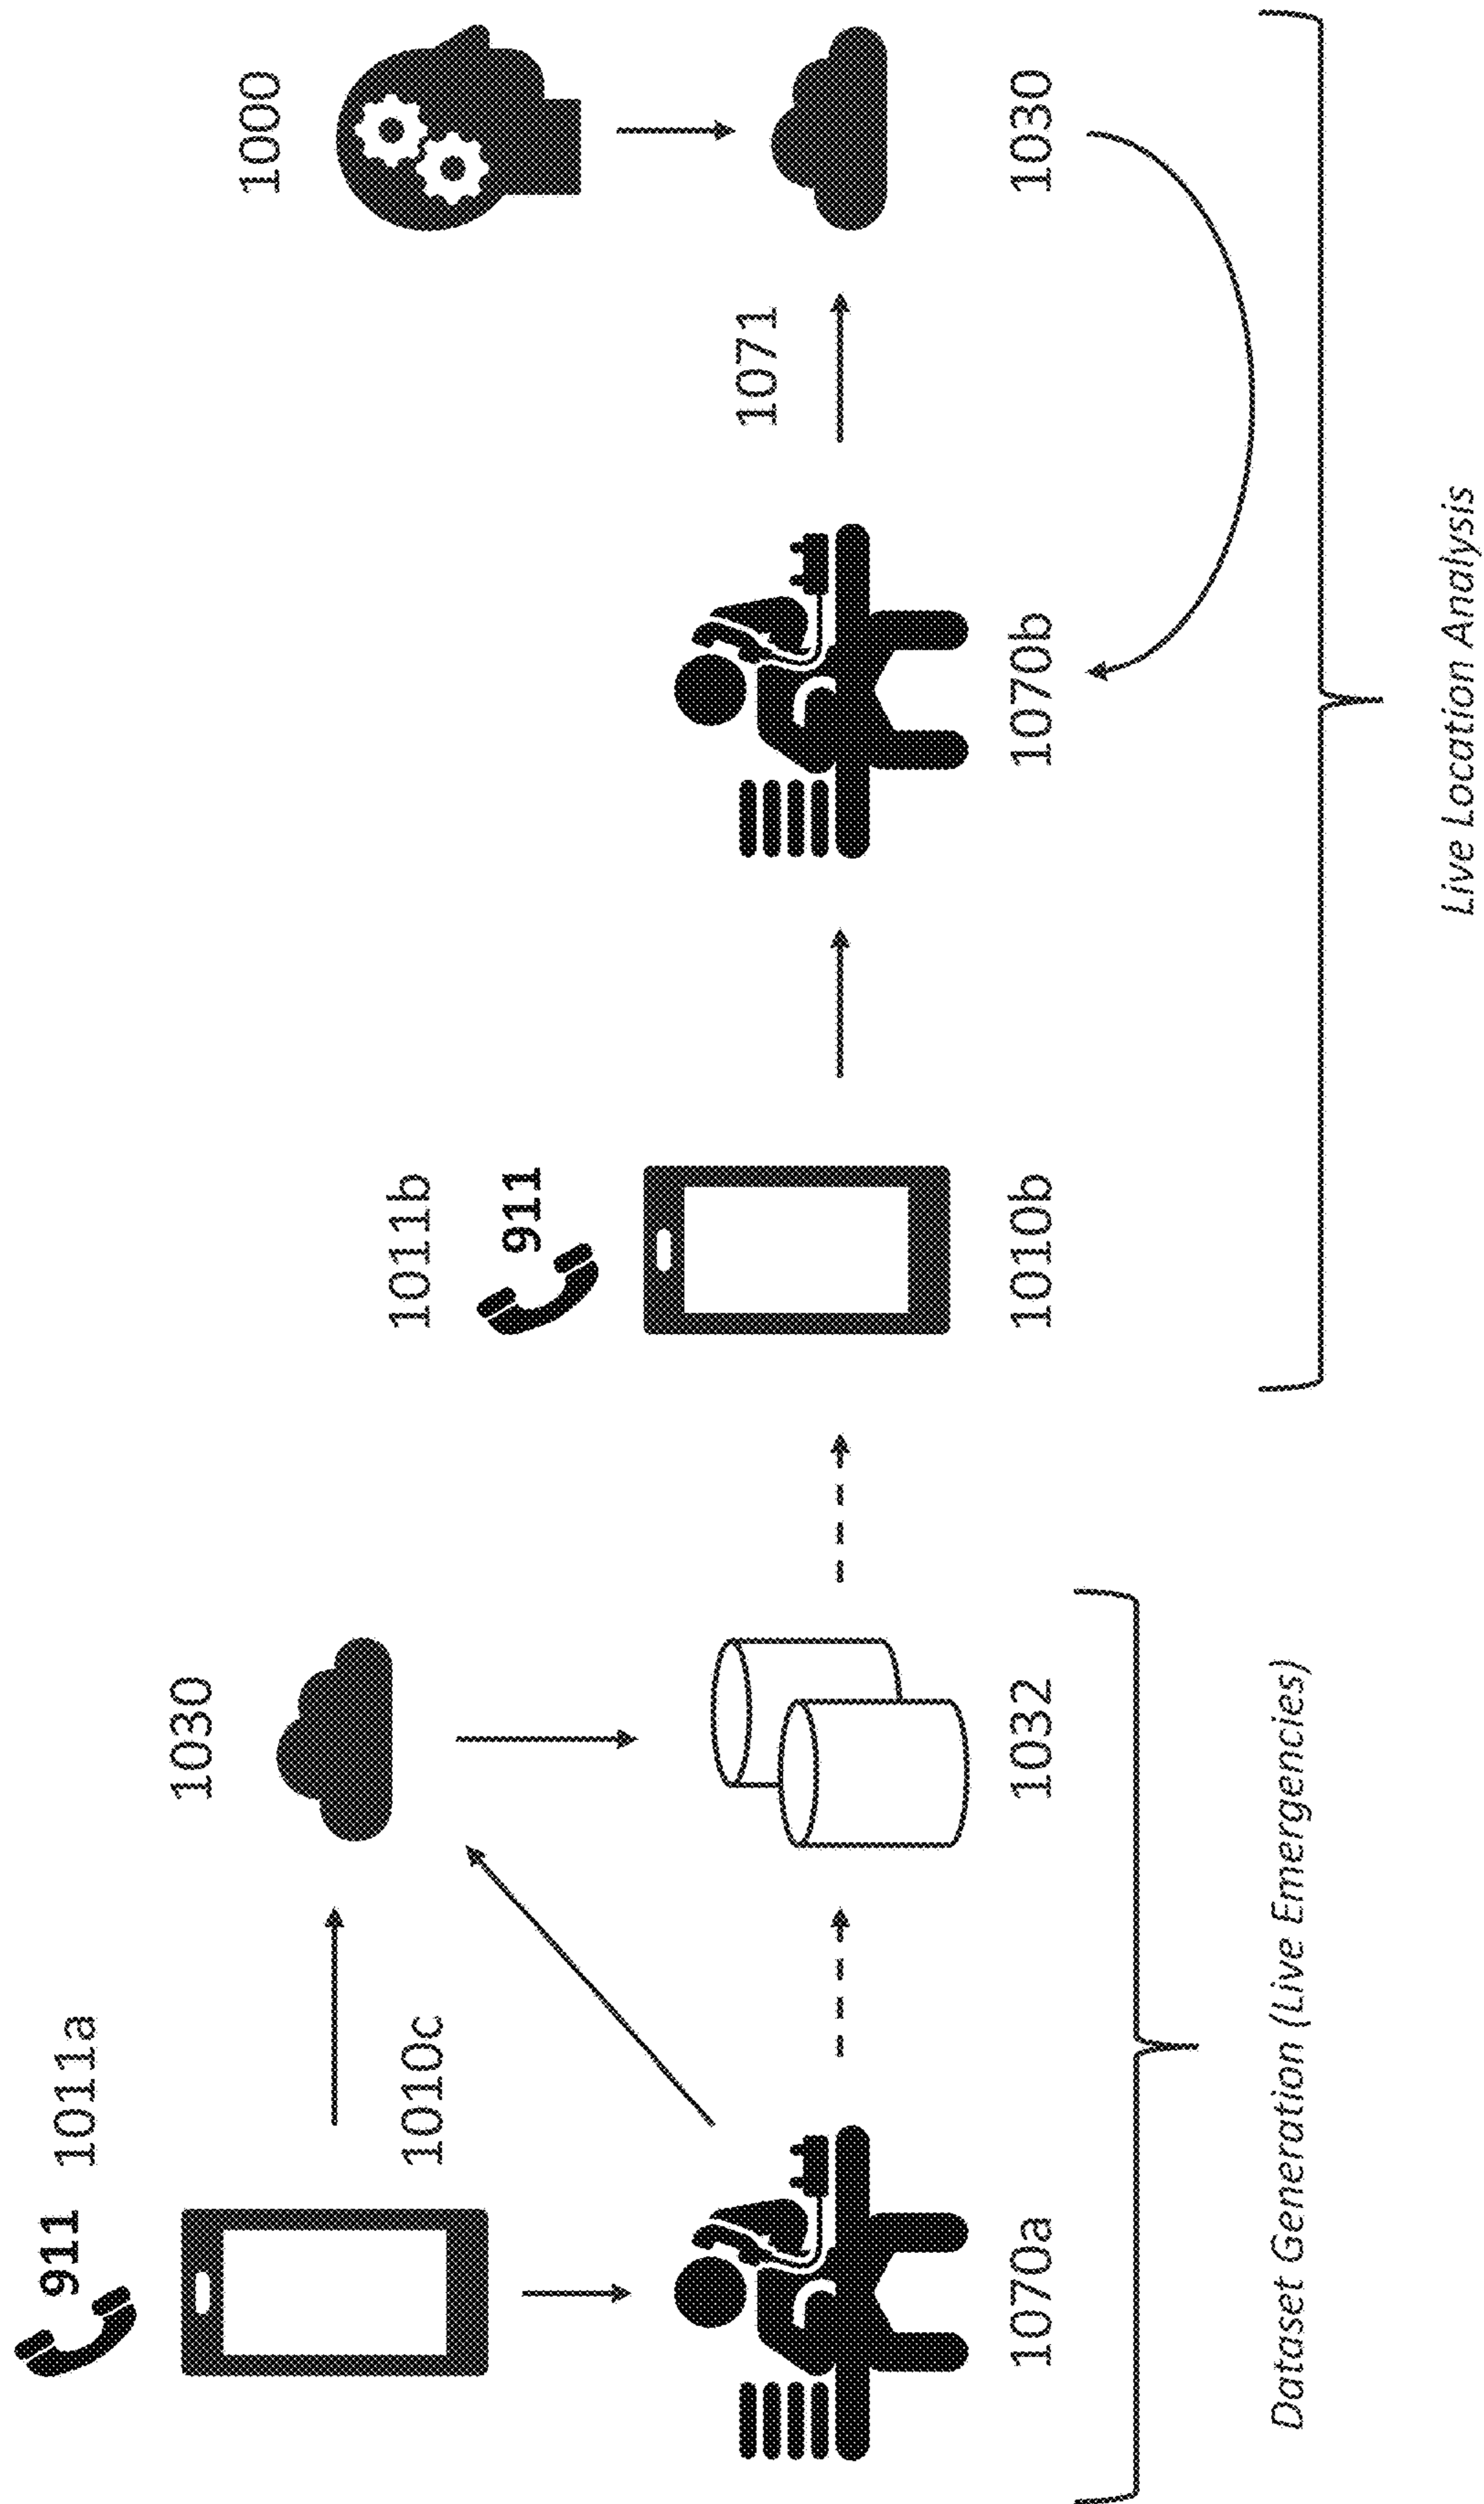 911
1011a
1010c
1030
1070a
1032
Dataset Generation (Live Emergencies)
1011b
911
1010b
1070b
1071
1000
1030
Live Location Analysis